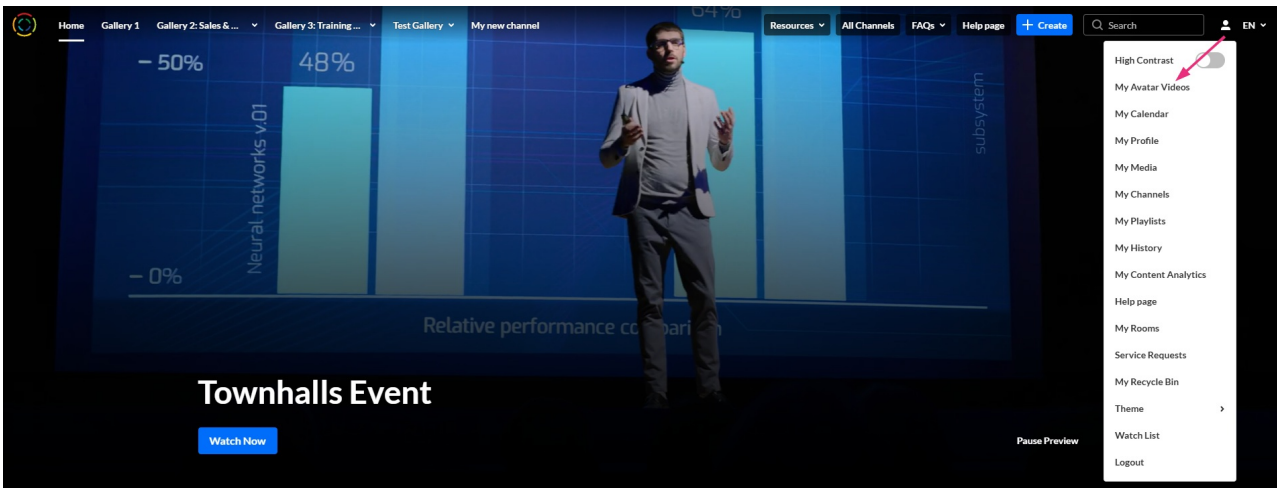 Home Gallery 1 Gallery 2: Sales & ... Gallery 3: Training ... Test Gallery My new channel Resources All Channels FAQs Help page + Create Search EN
64%
- 50%
48%
Neural networks v.01
subsystem
- 0%
Townhalls Event
Watch Now
Pause Preview
High Contrast
My Avatar Videos
My Calendar
My Profile
My Media
My Channels
My Playlists
My History
My Content Analytics
Help page
My Rooms
Service Requests
My Recycle Bin
Theme
Watch List
Logout
Relative performance